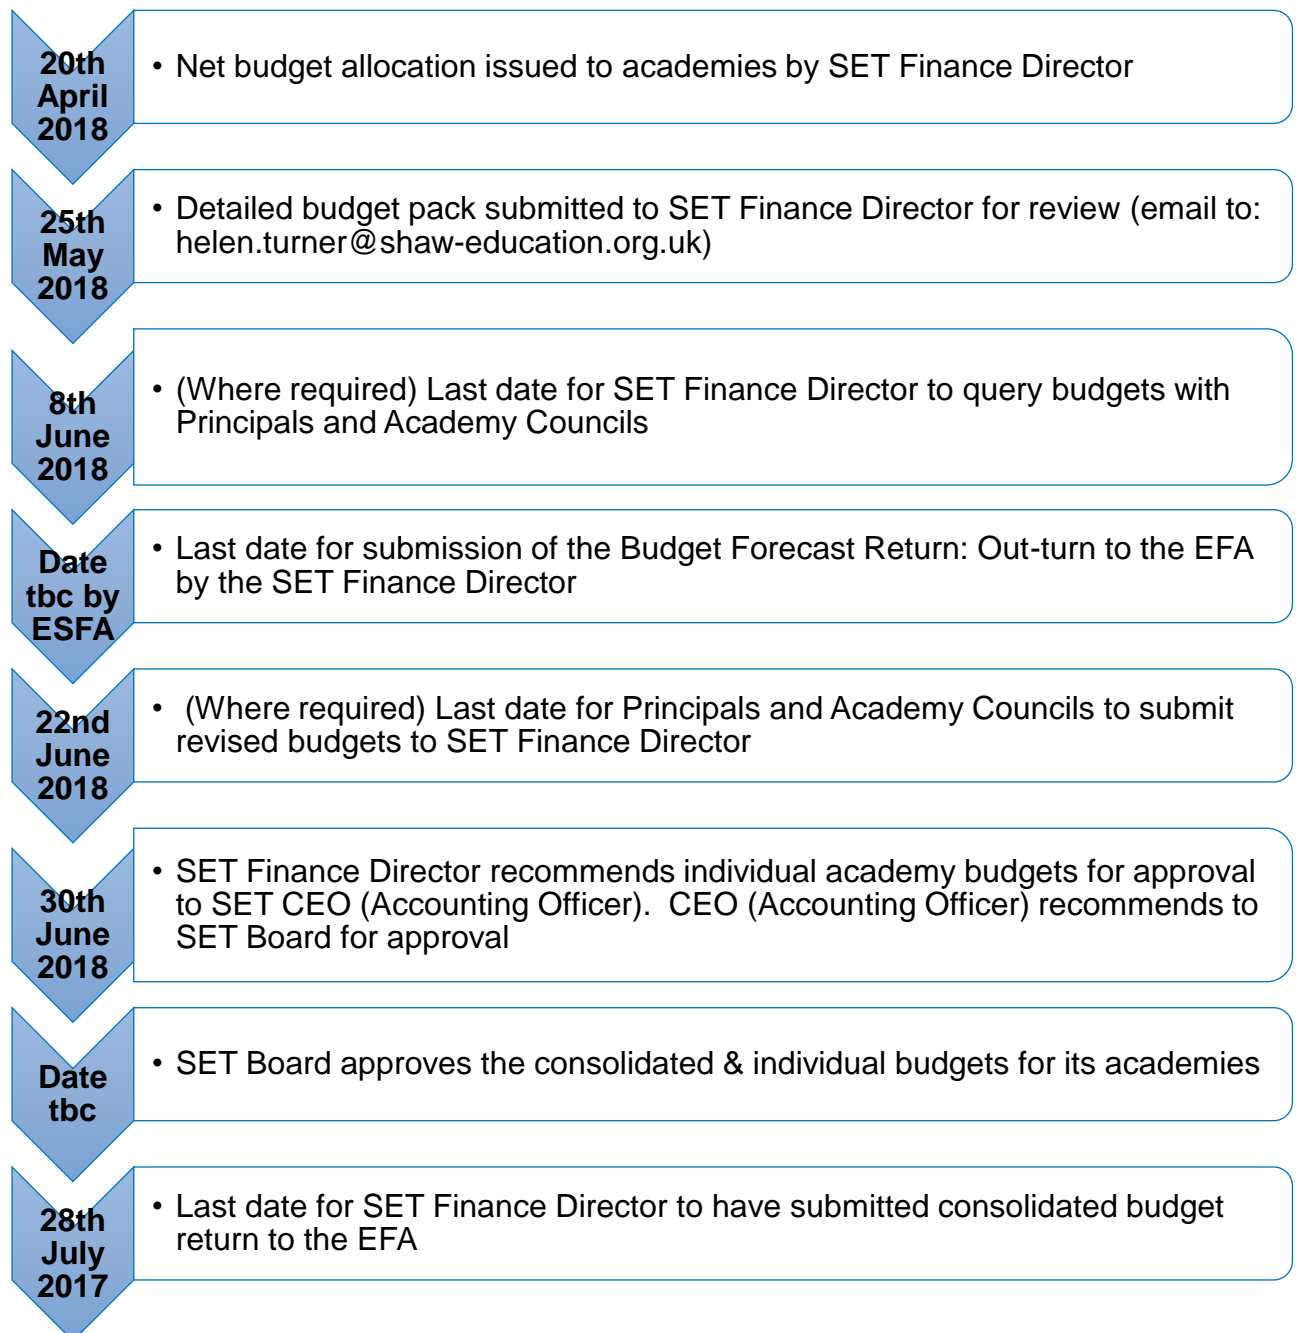 20th
April
2018
• Net budget allocation issued to academies by SET Finance Director
25th
May
2018
• Detailed budget pack submitted to SET Finance Director for review (email to:
helen.turner@shaw-education.org.uk)
8th
June
2018
• (Where required) Last date for SET Finance Director to query budgets with
Principals and Academy Councils
Date
tbc by
ESFA
• Last date for submission of the Budget Forecast Return: Out-turn to the EFA
by the SET Finance Director
22nd
June
2018
• (Where required) Last date for Principals and Academy Councils to submit
revised budgets to SET Finance Director
30th
June
2018
• SET Finance Director recommends individual academy budgets for approval
to SET CEO (Accounting Officer).  CEO (Accounting Officer) recommends to
SET Board for approval
Date
tbc
• SET Board approves the consolidated & individual budgets for its academies
28th
July
2017
• Last date for SET Finance Director to have submitted consolidated budget
return to the EFA